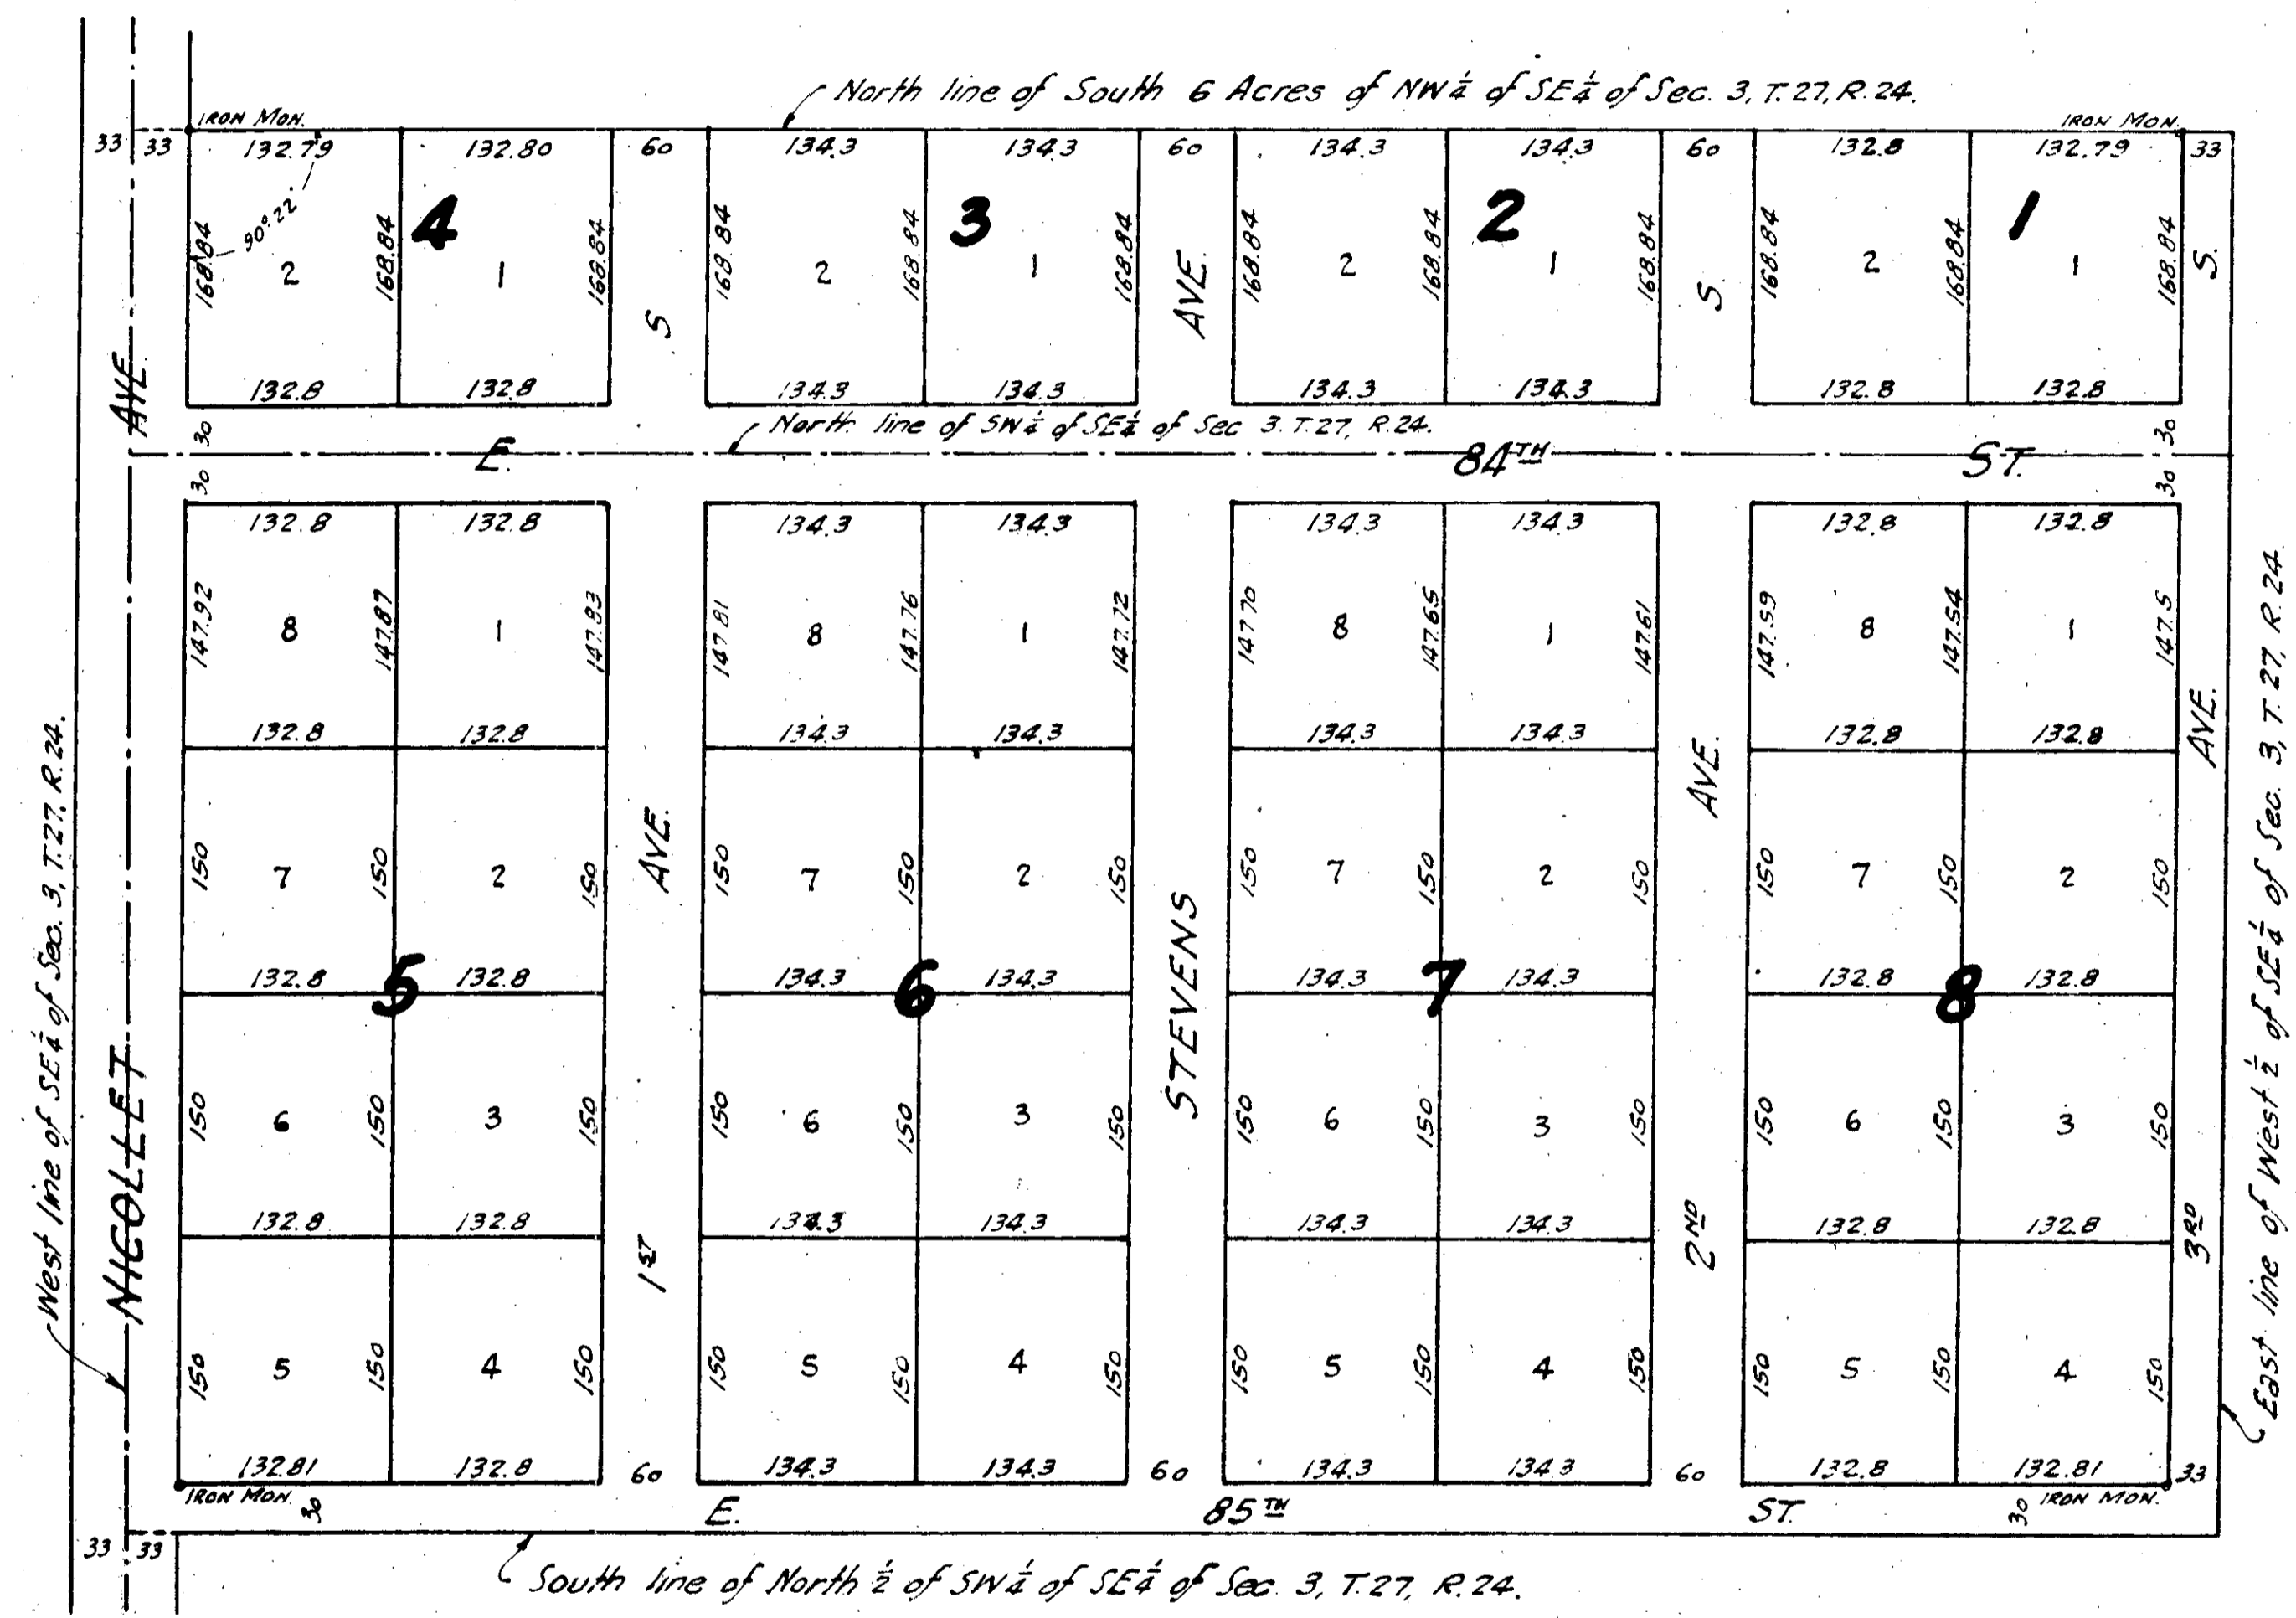 North line of South 6 Acres of NW¼ of SE¼ of Sec. 3, T.27, R.24.
IRON MON. IRON MON.
33 33 132.79 132.80 60 134.3 134.3 60 134.3 134.3 60 132.8 132.79 33
90°.22'
4 3 2 1
168.84 168.84 168.84 168.84 168.84 168.84 168.84 168.84 168.84 168.84 168.84 168.84
2 1 2 1 2 1 2 1
S AVE. S S.
AVE.
132.8 132.8 134.3 134.3 134.3 134.3 132.8 132.8
North line of SW¼ of SE¼ of Sec 3. T.27, R.24.
30 30
E. 84TH ST.
30 30
132.8 132.8 134.3 134.3 134.3 134.3 132.8 132.8
147.92 147.87 147.83 147.81 147.76 147.72 147.70 147.65 147.61 147.59 147.54 147.5
8 1 8 1 8 1 8 1
132.8 132.8 134.3 134.3 134.3 134.3 132.8 132.8
AVE. AVE. AVE.
150 150 150 150 150 150 150 150 150 150 150 150
7 2 7 2 7 2 7 2
132.8 132.8 134.3 134.3 134.3 134.3 132.8 132.8
5 6 7 8
NICOLLET STEVENS
150 150 150 150 150 150 150 150 150 150 150 150
6 3 6 3 6 3 6 3
132.8 132.8 134.3 134.3 134.3 134.3 132.8 132.8
1ST 2ND 3RD
150 150 150 150 150 150 150 150 150 150 150 150
5 4 5 4 5 4 5 4
132.81 132.8 60 134.3 134.3 60 134.3 134.3 60 132.8 132.81 33
IRON MON. 30 30 IRON MON.
E. 85TH ST.
33 33
South line of North ½ of SW¼ of SE¼ of Sec. 3, T.27, R.24.
West line of SE¼ of Sec. 3, T.27, R.24.
East line of West ½ of SE¼ of Sec. 3, T.27, R.24